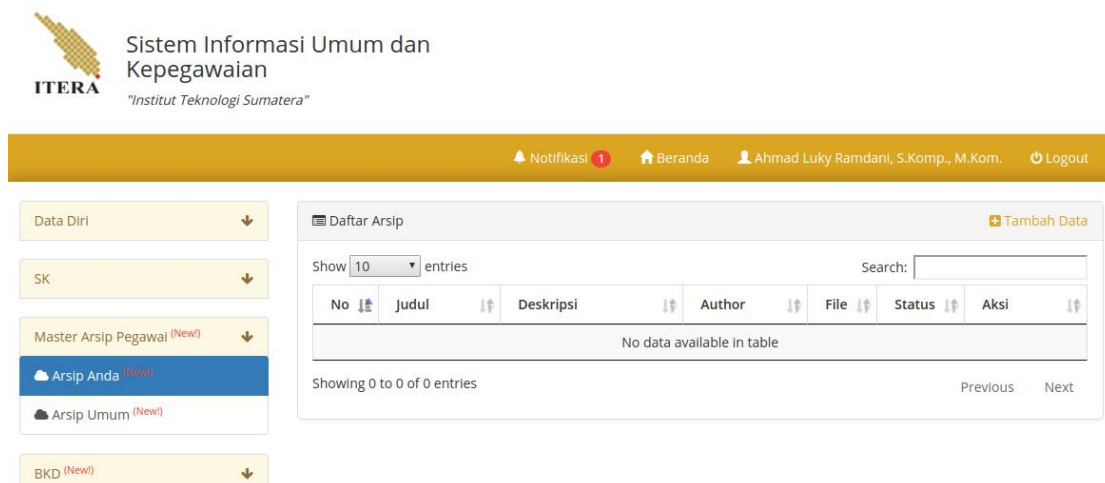 ITERA
Sistem Informasi Umum dan
Kepegawaian
"Institut Teknologi Sumatera"
Notifikasi 1 Beranda Ahmad Luky Ramdani, S.Komp., M.Kom. Logout
Data Diri
SK
Master Arsip Pegawai (New!)
Arsip Anda (New!)
Arsip Umum (New!)
BKD (New!)
Daftar Arsip Tambah Data
Show 10 entries Search:
No Judul Deskripsi Author File Status Aksi
No data available in table
Showing 0 to 0 of 0 entries Previous Next